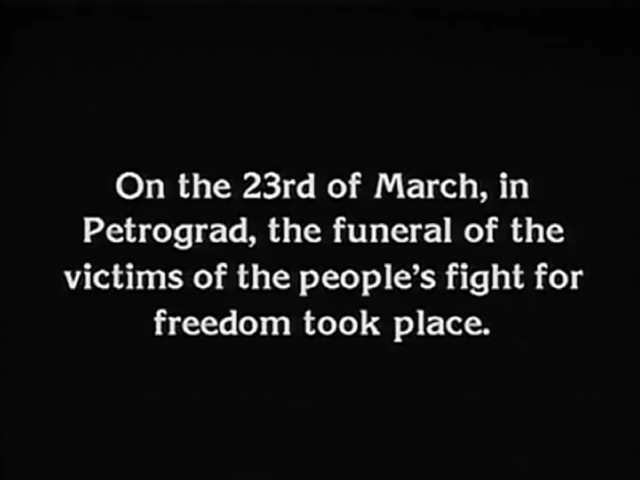 On the 23rd of March, in
Petrograd, the funeral of the
victims of the people's fight for
freedom took place.